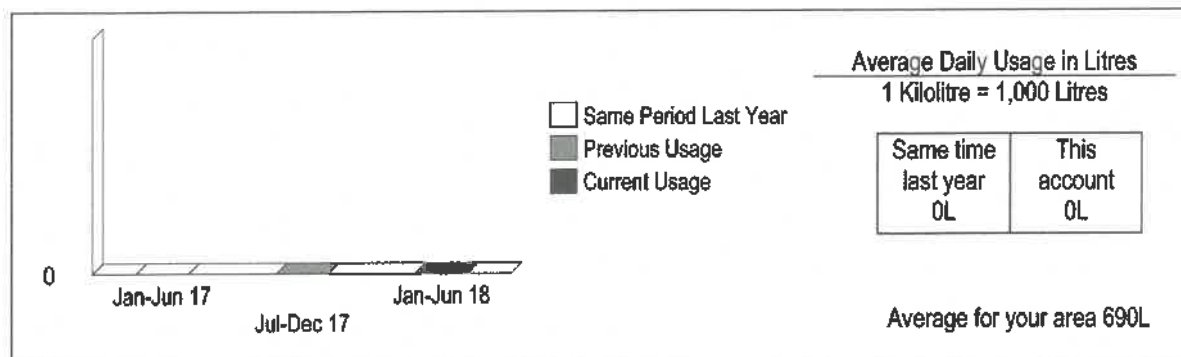 0
Jan-Jun 17
Jul-Dec 17
Jan-Jun 18
Same Period Last Year
Previous Usage
Current Usage
Average Daily Usage in Litres
1 Kilolitre = 1,000 Litres
Same time
last year
0L
This
account
0L
Average for your area 690L